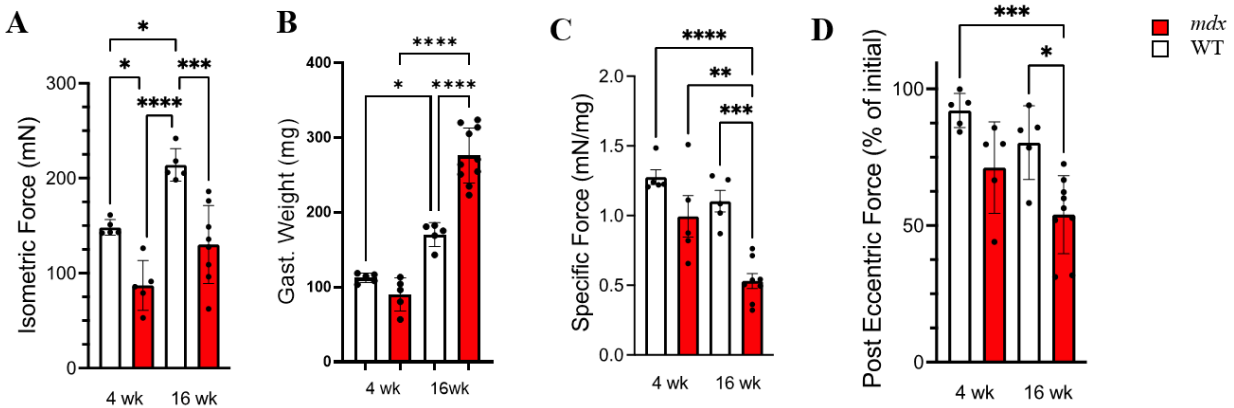 A
Isometric Force (mN)
300
200
100
0
*
*
***
****
4 wk
16 wk
B
Gast. Weight (mg)
400
300
200
100
0
****
*
****
4 wk
16wk
C
Specific Force (mN/mg)
2.0
1.5
1.0
0.5
0.0
****
**
***
4 wk
16 wk
D
Post Eccentric Force (% of initial)
100
50
0
***
*
4 wk
16 wk
mdx
WT